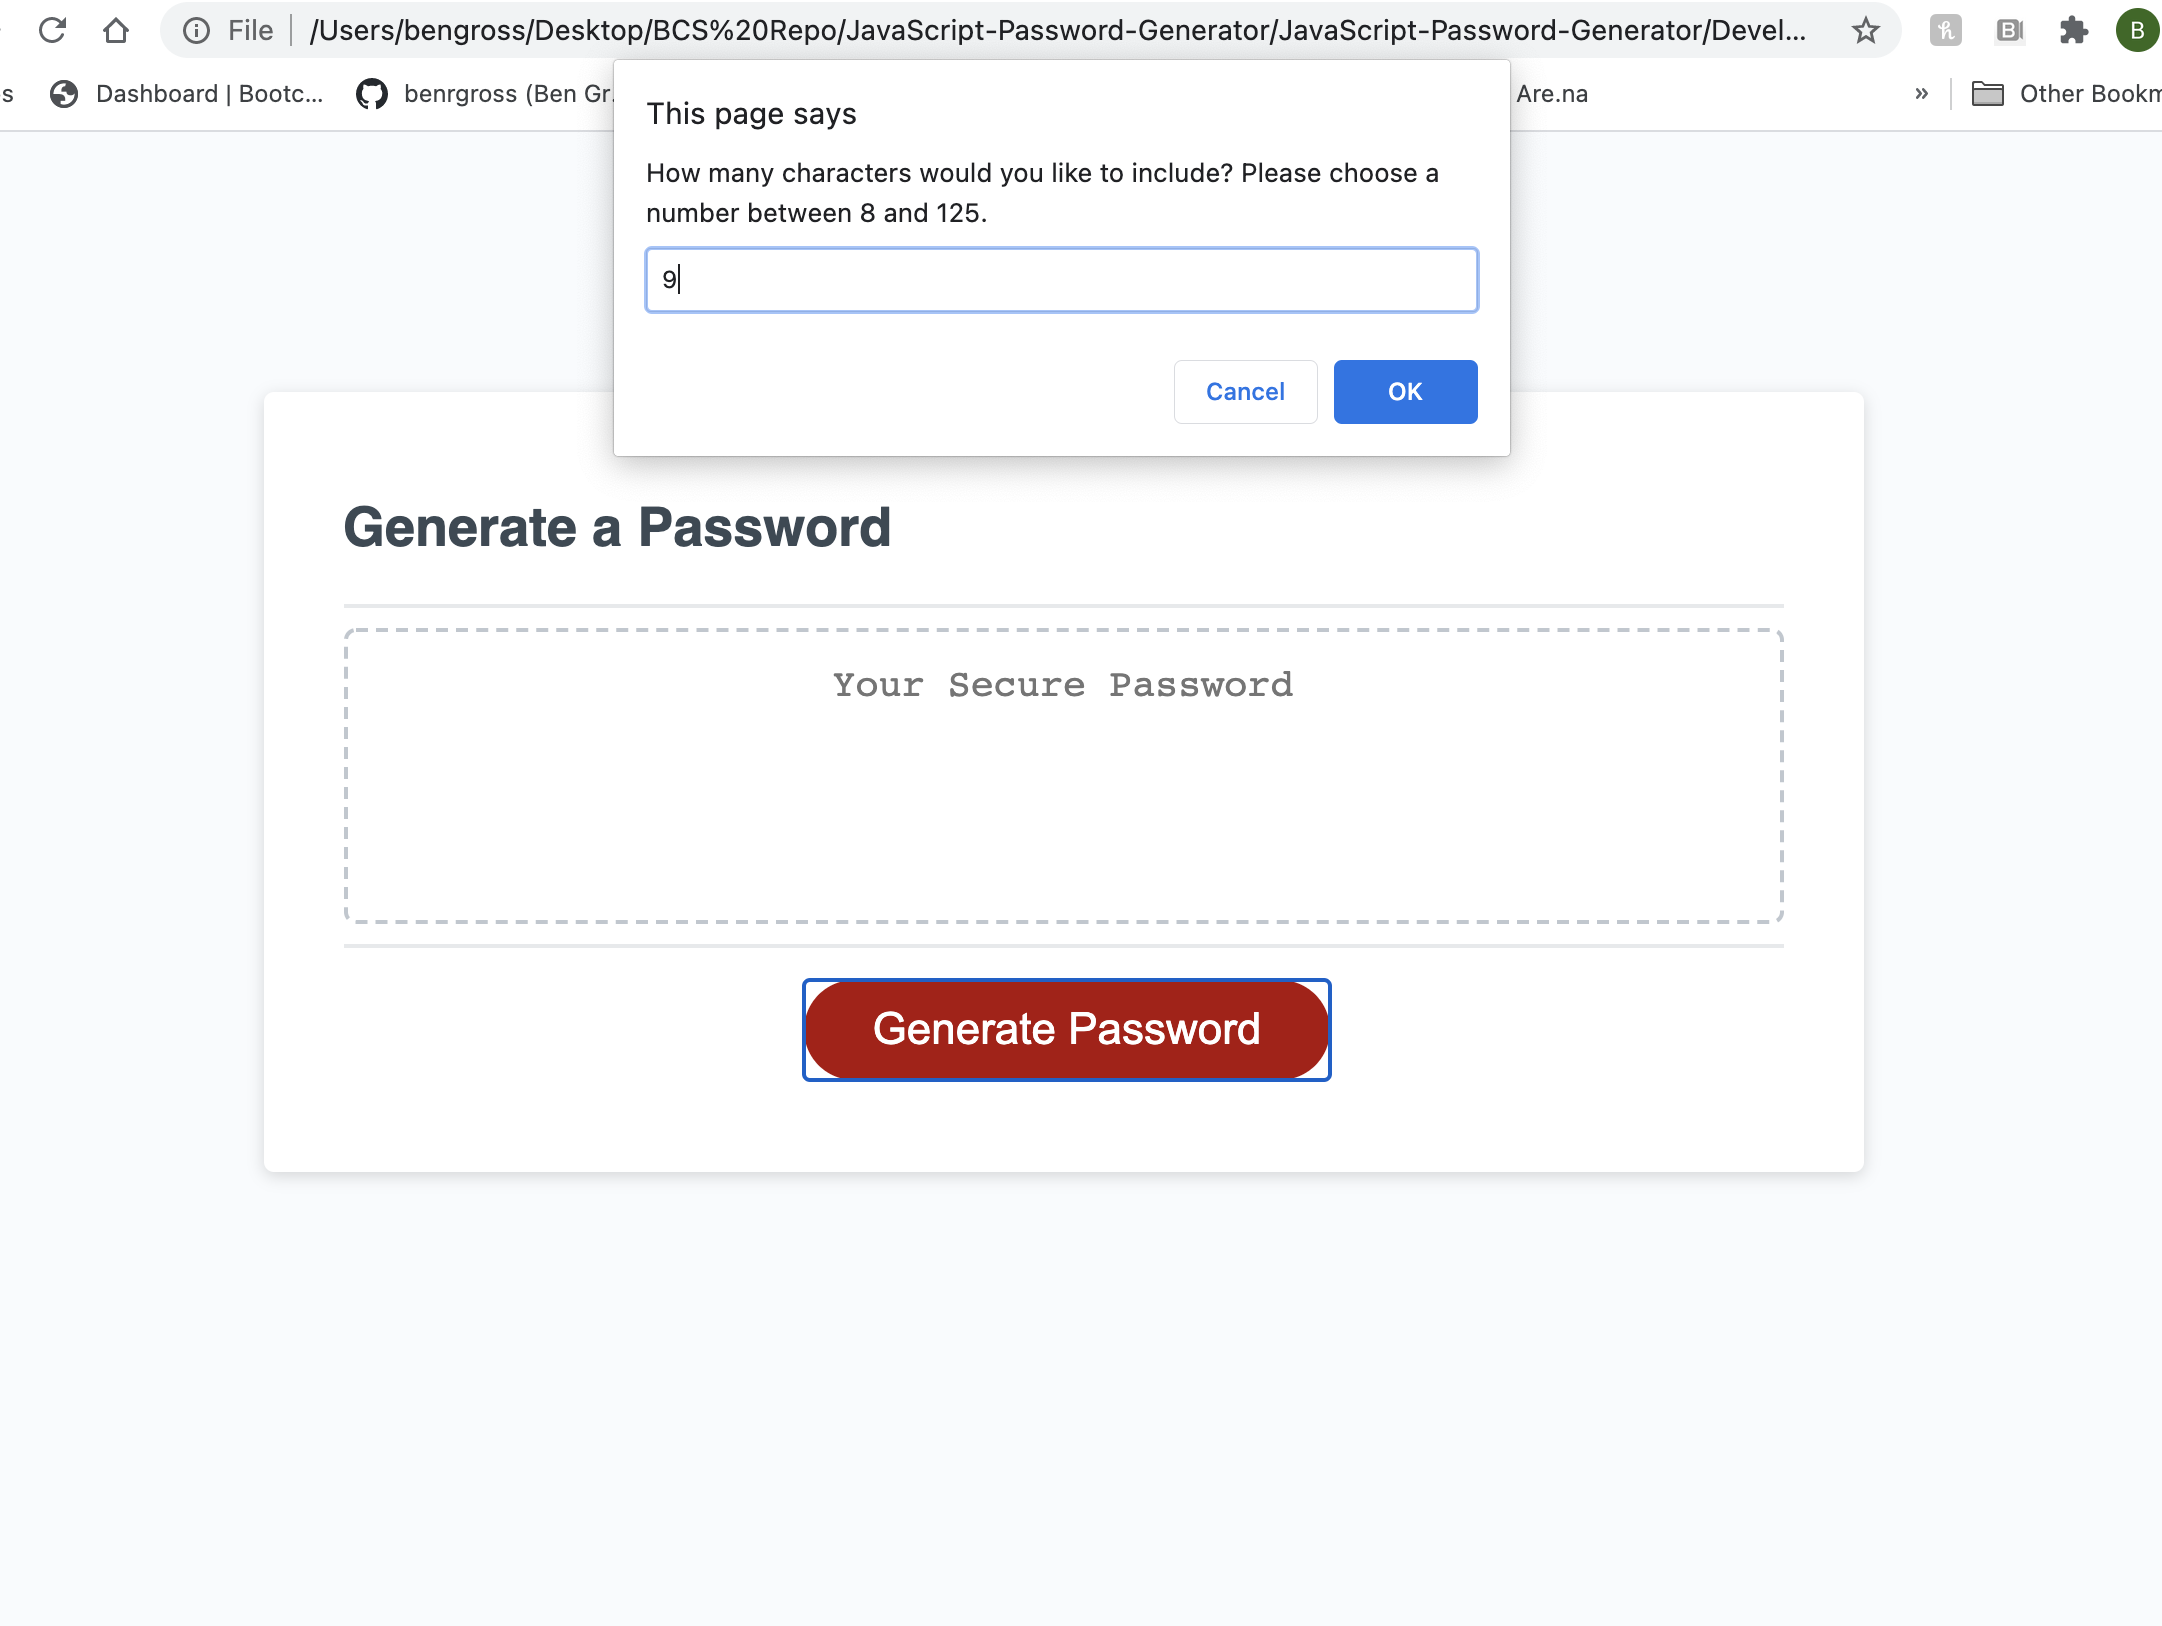 File /Users/bengross/Desktop/BCS%20Repo/JavaScript-Password-Generator/JavaScript-Password-Generator/Devel...
B
B
s Dashboard | Bootc... benrgross (Ben Gr. Are.na » Other Bookm
This page says
How many characters would you like to include? Please choose a
number between 8 and 125.
9
Cancel OK
Generate a Password
Your Secure Password
Generate Password